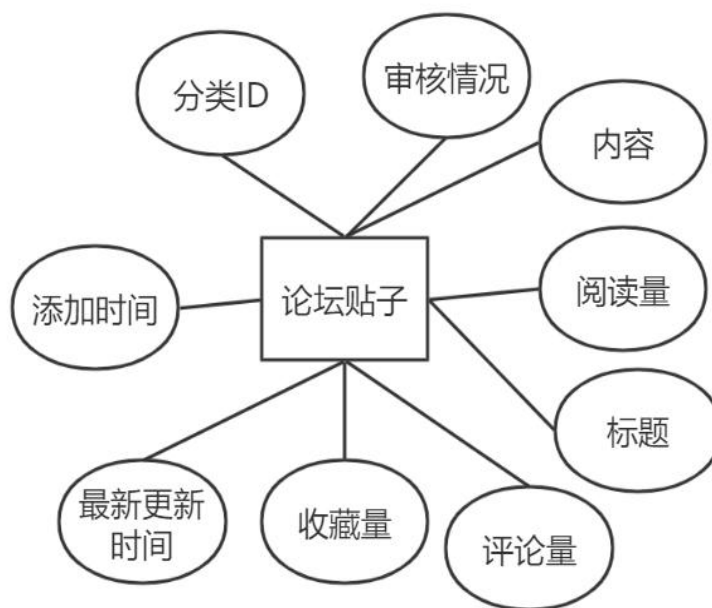 分类ID
审核情况
内容
添加时间
论坛贴子
阅读量
标题
最新更新
时间
收藏量
评论量